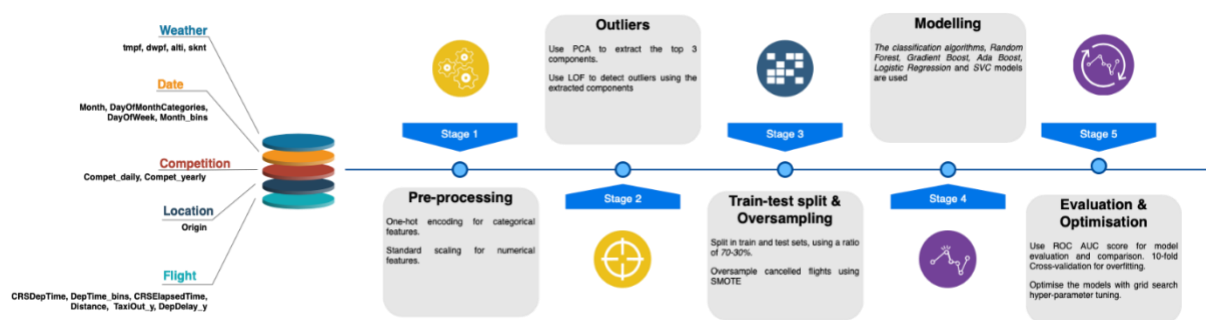 Weather
tmpf, dwpf, alti, sknt
Date
Month, DayOfMonthCategories,
DayOfWeek, Month_bins
Competition
Compet_daily, Compet_yearly
Location
Origin
Flight
CRSDepTime, DepTime_bins, CRSElapsedTime,
Distance, TaxiOut_y, DepDelay_y
Stage 1
Pre-processing
One-hot encoding for categorical
features.
Standard scaling for numerical
features.
Outliers
Use PCA to extract the top 3
components.
Use LOF to detect outliers using the
extracted components
Stage 2
Stage 3
Train-test split &
Oversampling
Split in train and test sets, using a ratio
of 70-30%.
Oversample cancelled flights using
SMOTE
Modelling
The classification algorithms, Random
Forest, Gradient Boost, Ada Boost,
Logistic Regression and SVC models
are used
Stage 4
Stage 5
Evaluation &
Optimisation
Use ROC AUC score for model
evaluation and comparison. 10-fold
Cross-validation for overfitting.
Optimise the models with grid search
hyper-parameter tuning.